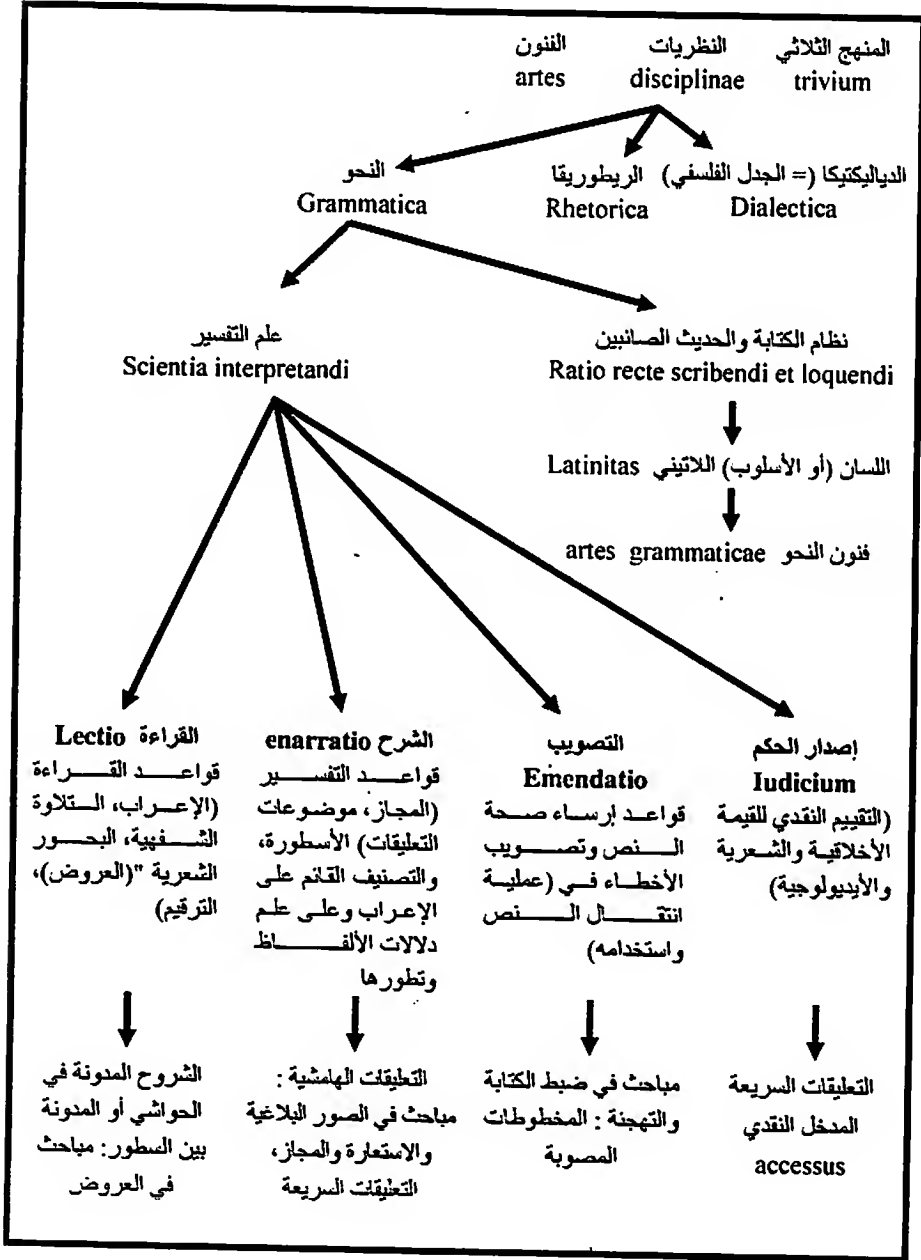 المنهج الثلاثي النظريات الفنون
trivium disciplinae artes
الدياليكتيكا (= الجدل الفلسفي) الريطوريقا النحو
Dialectica Rhetorica Grammatica
نظام الكتابة والحديث الصائبين
Ratio recte scribendi et loquendi
علم التفسير
Scientia interpretandi
اللسان (أو الأسلوب) اللاتيني Latinitas
فنون النحو artes grammaticae
إصدار الحكم
Iudicium
(التقييم النقدي للقيمة
الأخلاقية والشعرية
والأيديولوجية)
التصويب
Emendatio
قواعد إرساء صحة
النص وتصويب
الأخطاء في (عملية
انتقال النص
واستخدامه)
الشرح enarratio
قواعد التفسير
(المجاز، موضوعات
التعليقات) الأسطورة،
والتصنيف القائم على
الإعراب وعلى علم
دلالات الألفاظ
وتطورها
القراءة Lectio
قواعد القراءة
(الإعراب، التلاوة
الشفهية، البحور
الشعرية "(العروض)،
الترقيم)
التعليقات السريعة
المدخل النقدي
accessus
مباحث في ضبط الكتابة
والتهجئة : المخطوطات
المصوبة
التعليقات الهامشية :
مباحث في الصور البلاغية
والاستعارة والمجاز،
التعليقات السريعة
الشروح المدونة في
الحواشي أو المدونة
بين السطور: مباحث
في العروض